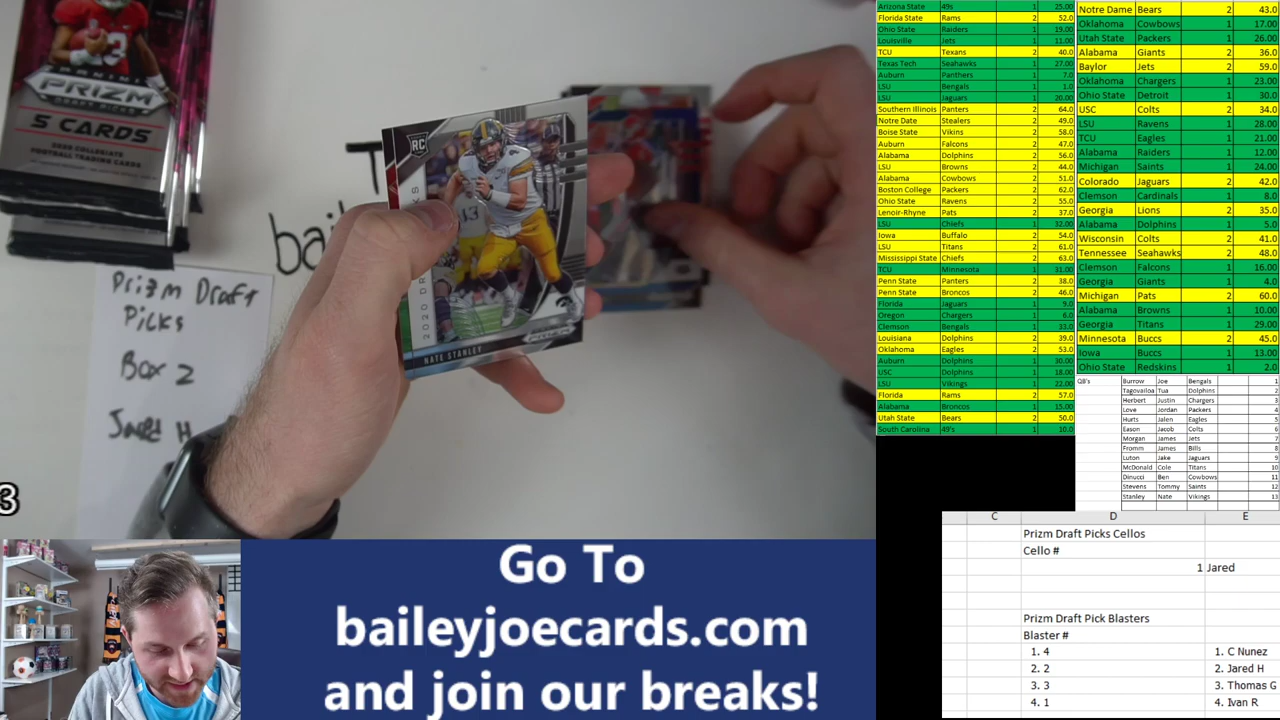 PANINI
PRIZM
DRAFT PICKS
5 CARDS
2020 COLLEGIATE
FOOTBALL TRADING CARDS
RC
2020 DR
NATE STANLEY
bai
Prizm Draft
Picks
Box 2
3
Go To
baileyjoecards.com
and join our breaks!
Arizona State 49s 1 25.00
Florida State Rams 2 52.0
Ohio State Raiders 1 19.00
Louisville Jets 1 11.00
TCU Texans 2 40.0
Texas Tech Seahawks 1 27.00
Auburn Panthers 1 7.0
LSU Bengals 1 1.0
LSU Jaguars 1 20.00
Southern Illinois Panters 2 64.0
Notre Date Stealers 2 49.0
Boise State Vikins 2 58.0
Auburn Falcons 2 47.0
Alabama Dolphins 2 56.0
LSU Browns 2 44.0
Alabama Cowbows 2 51.0
Boston College Packers 2 62.0
Ohio State Ravens 2 55.0
Lenoir-Rhyne Pats 2 37.0
LSU Chiefs 1 32.00
Iowa Buffalo 2 54.0
LSU Titans 2 61.0
Mississippi State Chiefs 2 63.0
TCU Minnesota 1 31.00
Penn State Panters 2 38.0
Penn State Broncos 2 46.0
Florida Jaguars 1 9.0
Oregon Chargers 1 6.0
Clemson Bengals 1 33.0
Louisiana Dolphins 2 39.0
Oklahoma Eagles 2 53.0
Auburn Dolphins 1 30.00
USC Dolphins 1 18.00
LSU Vikings 1 22.00
Florida Rams 2 57.0
Alabama Broncos 1 15.00
Utah State Bears 2 50.0
South Carolina 49's 1 10.0
Notre Dame Bears 2 43.0
Oklahoma Cowbows 1 17.00
Utah State Packers 1 26.00
Alabama Giants 2 36.0
Baylor Jets 2 59.0
Oklahoma Chargers 1 23.00
Ohio State Detroit 1 30.0
USC Colts 2 34.0
LSU Ravens 1 28.00
TCU Eagles 1 21.00
Alabama Raiders 1 12.00
Michigan Saints 1 24.00
Colorado Jaguars 2 42.0
Clemson Cardinals 1 8.0
Georgia Lions 2 35.0
Alabama Dolphins 1 5.0
Wisconsin Colts 2 41.0
Tennessee Seahawks 2 48.0
Clemson Falcons 1 16.00
Georgia Giants 1 4.0
Michigan Pats 2 60.0
Alabama Browns 1 10.00
Georgia Titans 1 29.00
Minnesota Buccs 2 45.0
Iowa Buccs 1 13.00
Ohio State Redskins 1 2.0
QB's Burrow Joe Bengals 1
Tagovailoa Tua Dolphins 2
Herbert Justin Chargers 3
Love Jordan Packers 4
Hurts Jalen Eagles 5
Eason Jacob Colts 6
Morgan James Jets 7
Fromm James Bills 8
Luton Jake Jaguars 9
McDonald Cole Titans 10
Dinucci Ben Cowboys 11
Stevens Tommy Saints 12
Stanley Nate Vikings 13
C D E
Prizm Draft Picks Cellos
Cello #
1 Jared
Prizm Draft Pick Blasters
Blaster #
1. 4 1. C Nunez
2. 2 2. Jared H
3. 3 3. Thomas G
4. 1 4. Ivan R